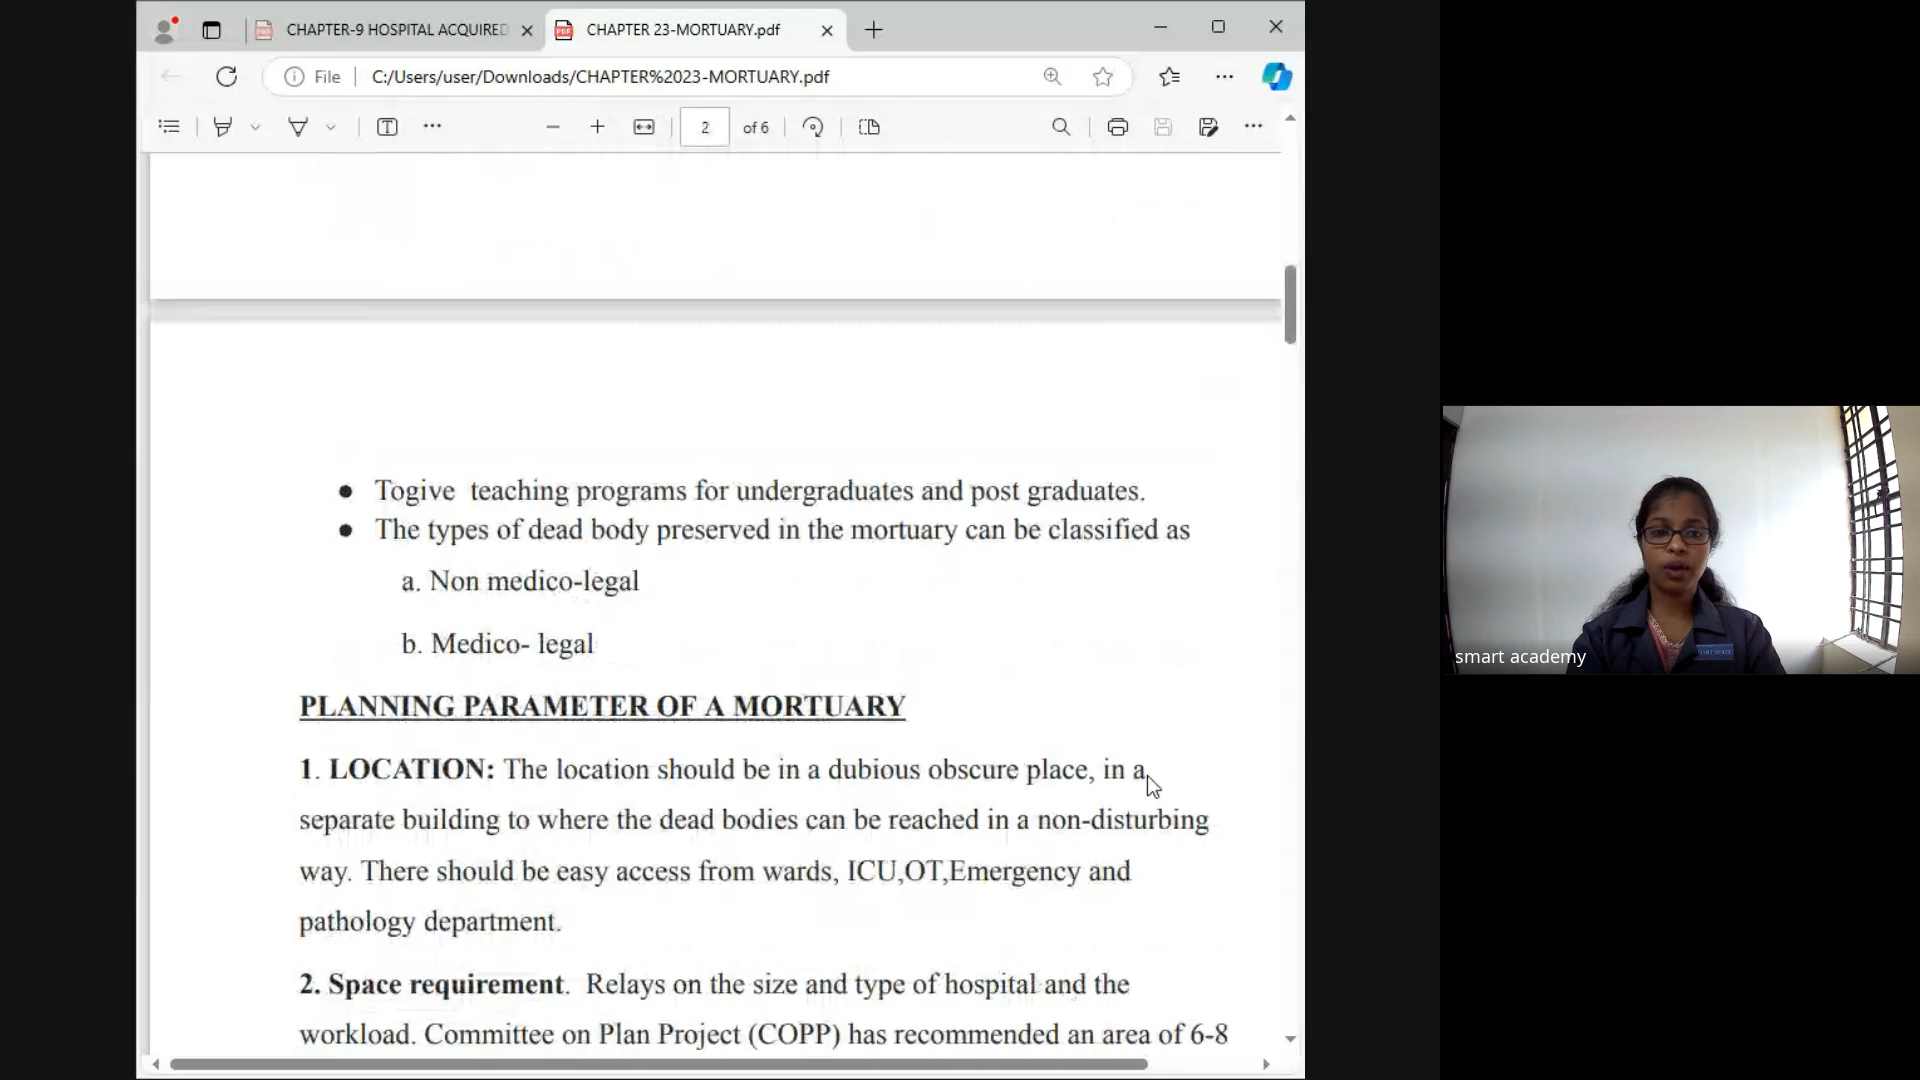 CHAPTER-9 HOSPITAL ACQUIRED
CHAPTER 23-MORTUARY.pdf
File
C:/Users/user/Downloads/CHAPTER%2023-MORTUARY.pdf
2 of 6
Togive teaching programs for undergraduates and post graduates.
The types of dead body preserved in the mortuary can be classified as
a. Non medico-legal
b. Medico- legal
PLANNING PARAMETER OF A MORTUARY
1. LOCATION: The location should be in a dubious obscure place, in a
separate building to where the dead bodies can be reached in a non-disturbing
way. There should be easy access from wards, ICU,OT,Emergency and
pathology department.
2. Space requirement. Relays on the size and type of hospital and the
workload. Committee on Plan Project (COPP) has recommended an area of 6-8
smart academy